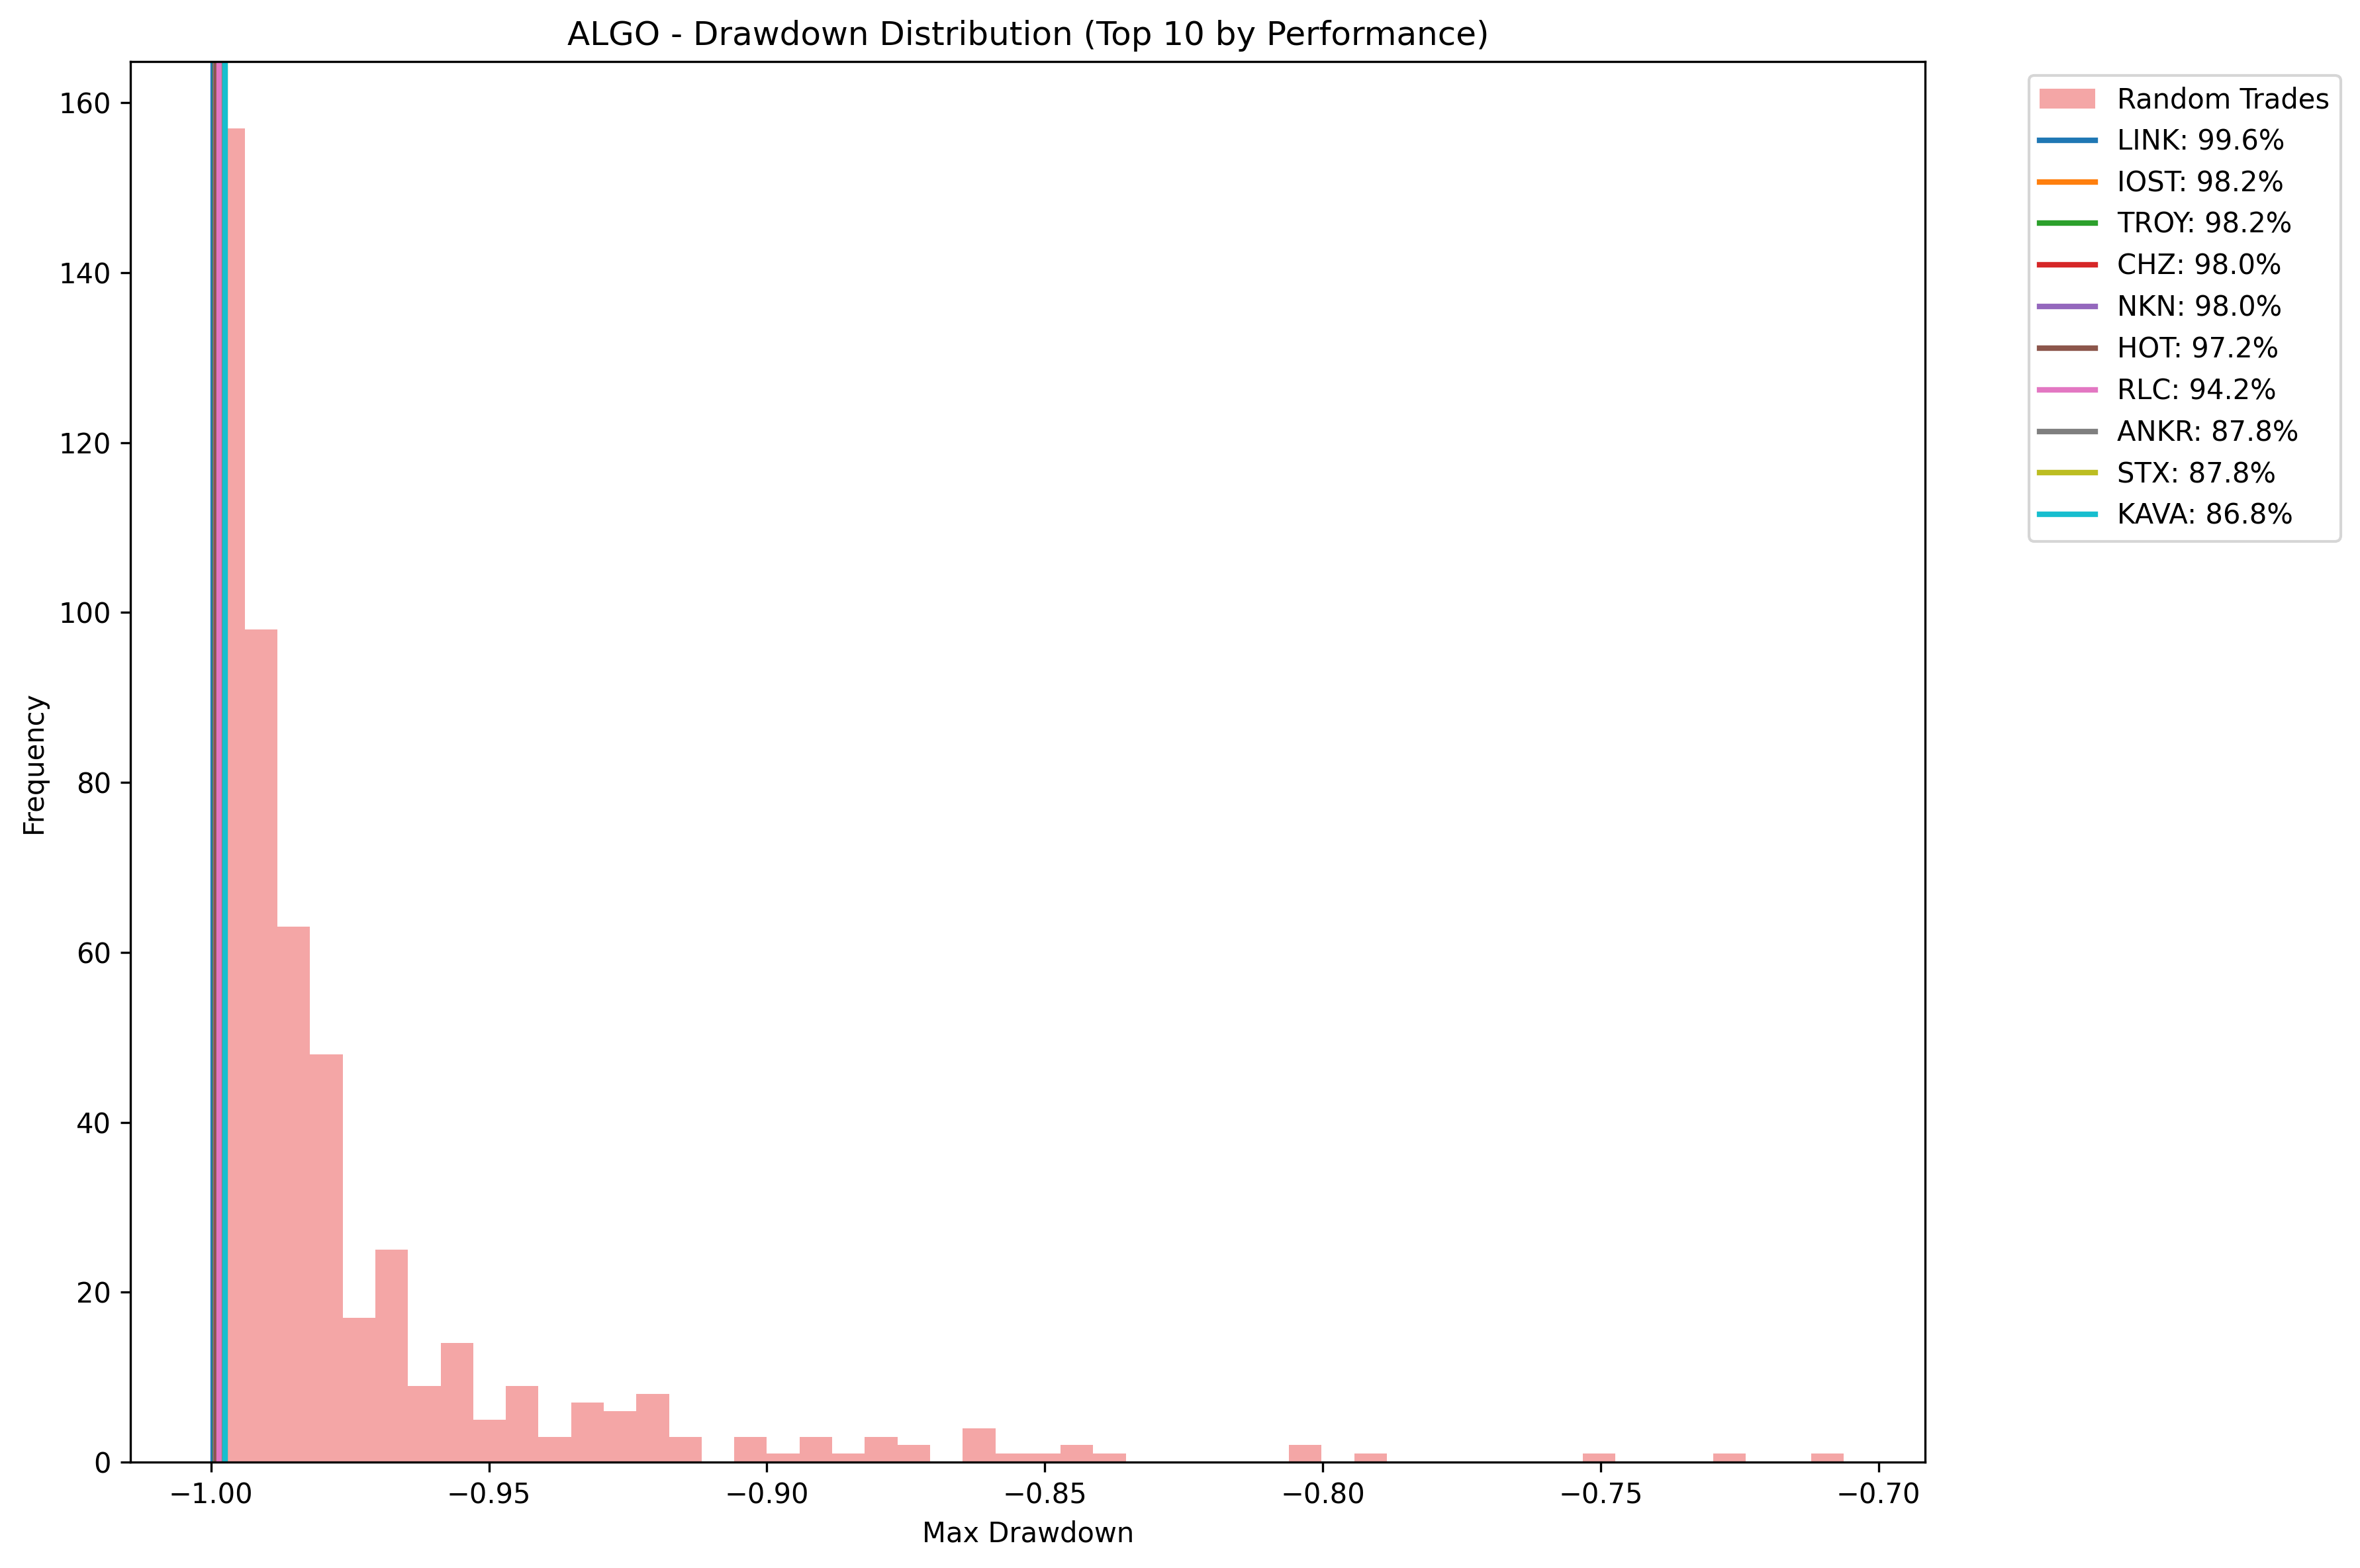 ALGO - Drawdown Distribution (Top 10 by Performance)
Random Trades
LINK: 99.6%
IOST: 98.2%
TROY: 98.2%
CHZ: 98.0%
NKN: 98.0%
HOT: 97.2%
RLC: 94.2%
ANKR: 87.8%
STX: 87.8%
KAVA: 86.8%
Frequency
160
140
120
100
80
60
40
20
0
−1.00
−0.95
−0.90
−0.85
−0.80
−0.75
−0.70
Max Drawdown